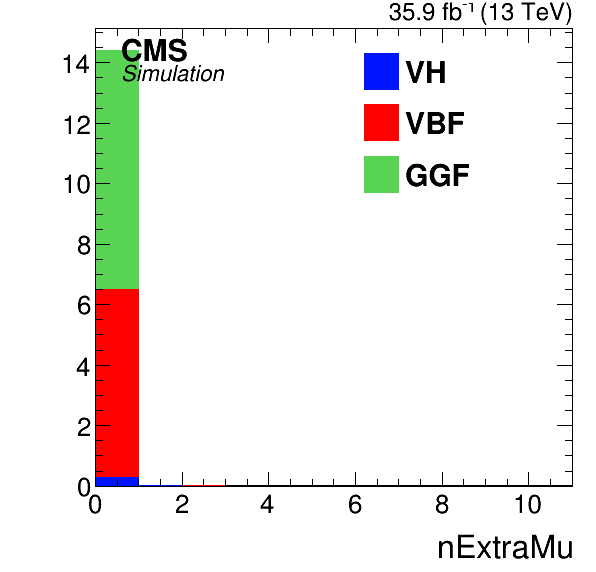 35.9 fb⁻¹ (13 TeV)
CMS
Simulation
VH
VBF
GGF
14
12
10
8
6
4
2
0
0 2 4 6 8 10
nExtraMu